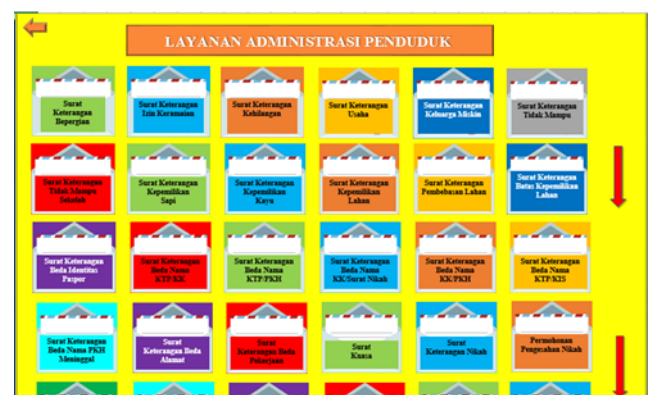 LAYANAN ADMINISTRASI PENDUDUK
Surat
Keterangan
Bepergian
Surat Keterangan
Izin Keramaian
Surat Keterangan
Kehilangan
Surat Keterangan
Usaha
Surat Keterangan
Keluarga Miskin
Surat Keterangan
Tidak Mampu
Surat Keterangan
Tidak Mampu
Sekolah
Surat Keterangan
Kepemilikan
Sapi
Surat Keterangan
Kepemilikan
Kayu
Surat Keterangan
Kepemilikan
Lahan
Surat Keterangan
Pembebasan Lahan
Surat Keterangan
Batas Kepemilikan
Lahan
Surat Keterangan
Beda Identitas
Paspor
Surat Keterangan
Beda Nama
KTP/KK
Surat Keterangan
Beda Nama
KTP/PKH
Surat Keterangan
Beda Nama
KK/Surat Nikah
Surat Keterangan
Beda Nama
KK/PKH
Surat Keterangan
Beda Nama
KTP/KIS
Surat Keterangan
Beda Nama PKH
Meninggal
Surat
Keterangan Beda
Alamat
Surat
Keterangan Beda
Pekerjaan
Surat
Kuasa
Surat
Keterangan Nikah
Permohonan
Pengesahan Nikah